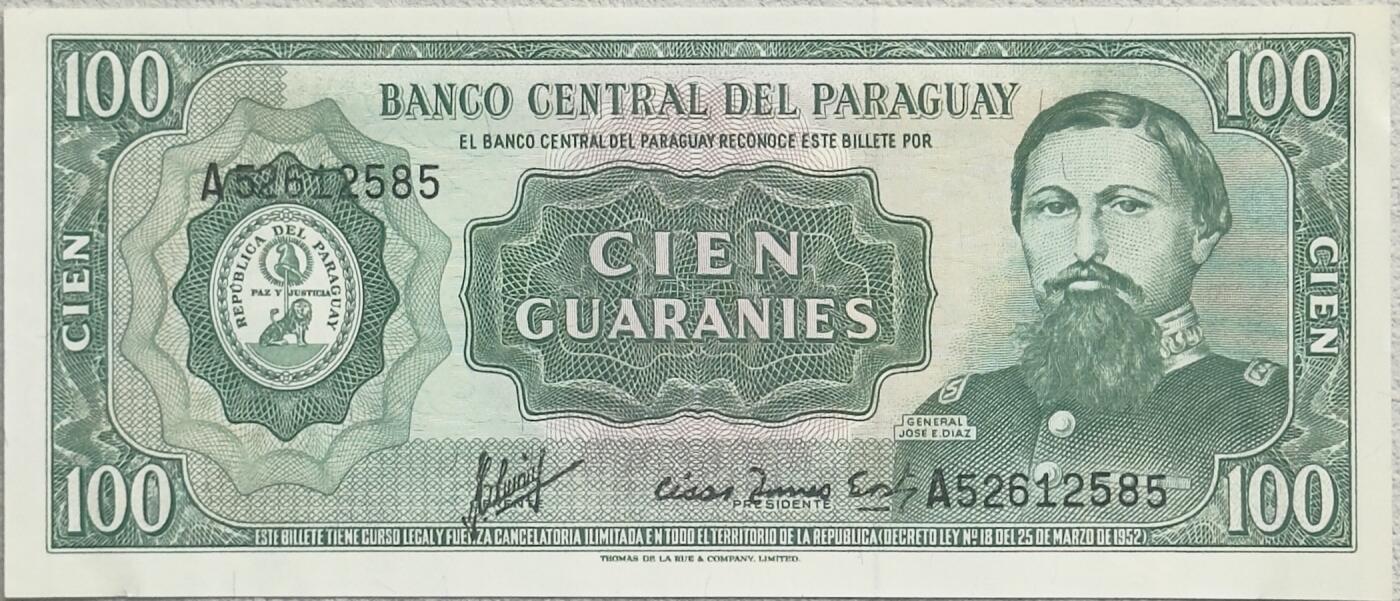 100
100
BANCO CENTRAL DEL PARAGUAY
EL BANCO CENTRAL DEL PARAGUAY RECONOCE ESTE BILLETE POR
A52612585
CIEN
REPÚBLICA DEL PARAGUAY
PAZ Y JUSTICIA
CIEN
GUARANIES
CIEN
GENERAL
JOSE E. DIAZ
PRESIDENTE
A52612585
100
100
ESTE BILLETE TIENE CURSO LEGAL Y FUERZA CANCELATORIA ILIMITADA EN TODO EL TERRITORIO DE LA REPUBLICA (DECRETO LEY Nº 18 DEL 25 DE MARZO DE 1952)
THOMAS DE LA RUE & COMPANY, LIMITED.